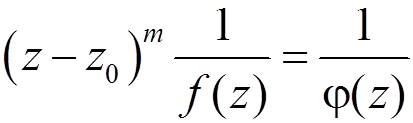 (z − z₀)ᵐ 1/f(z) = 1/φ(z)